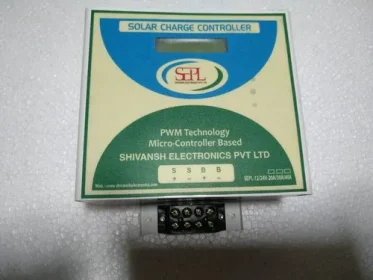 SOLAR CHARGE CONTROLLER
SEPL
PWM Technology
Micro-Controller Based
SHIVANSH ELECTRONICS PVT LTD
S S B B
+ - + -